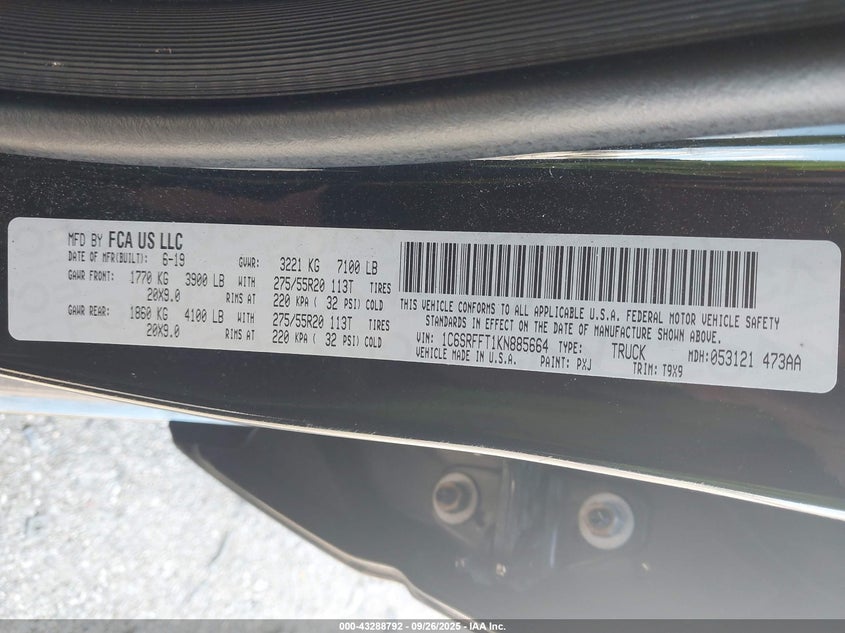 MFD BY FCA US LLC
DATE OF MFR(BUILT): 6-19 GVWR: 3221 KG 7100 LB
GAWR FRONT: 1770 KG 3900 LB WITH 275/55R20 113T TIRES
20X9.0 RIMS AT 220 KPA ( 32 PSI) COLD
GAWR REAR: 1860 KG 4100 LB WITH 275/55R20 113T TIRES
20X9.0 RIMS AT 220 KPA ( 32 PSI) COLD
THIS VEHICLE CONFORMS TO ALL APPLICABLE U.S.A. FEDERAL MOTOR VEHICLE SAFETY
STANDARDS IN EFFECT ON THE DATE OF MANUFACTURE SHOWN ABOVE.
VIN: 1C6SRFFT1KN885664 TYPE: TRUCK MDH:053121 473AA
VEHICLE MADE IN U.S.A. PAINT: PXJ TRIM: T9X9
000-43288792 - 09/26/2025 - IAA Inc.